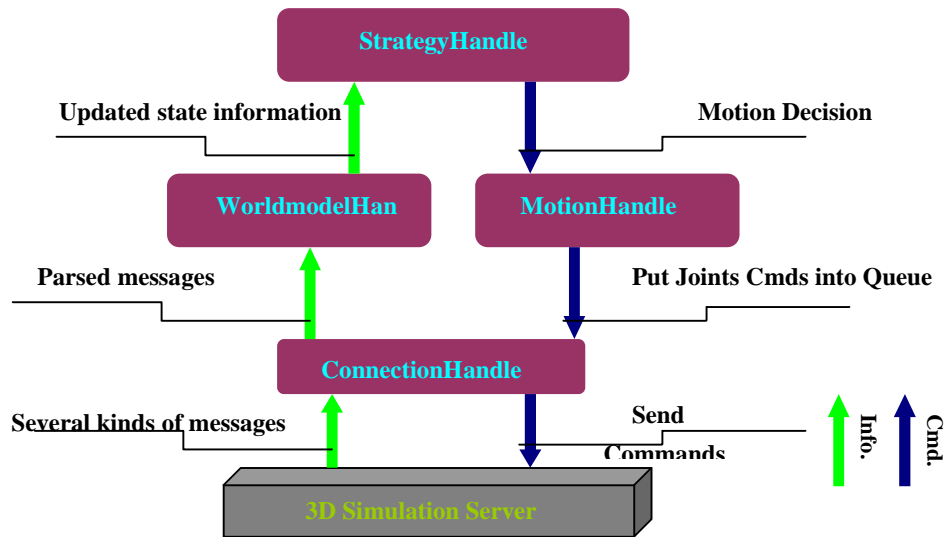 StrategyHandle
Updated state information
Motion Decision
WorldmodelHan
MotionHandle
Parsed messages
Put Joints Cmds into Queue
ConnectionHandle
Several kinds of messages
Send
Commands
Info.
Cmd.
3D Simulation Server